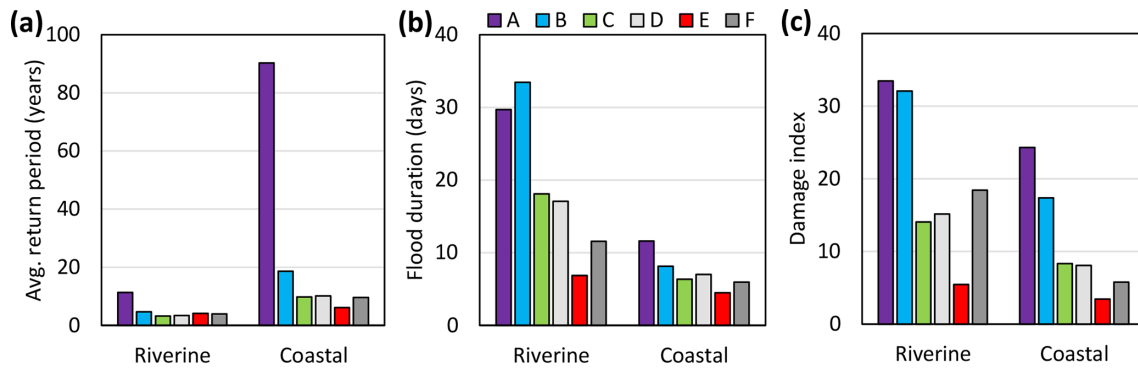 (a)
Avg. return period (years)
100
80
60
40
20
0
Riverine Coastal
(b)
A B C D E F
Flood duration (days)
40
30
20
10
0
Riverine Coastal
(c)
Damage index
40
30
20
10
0
Riverine Coastal